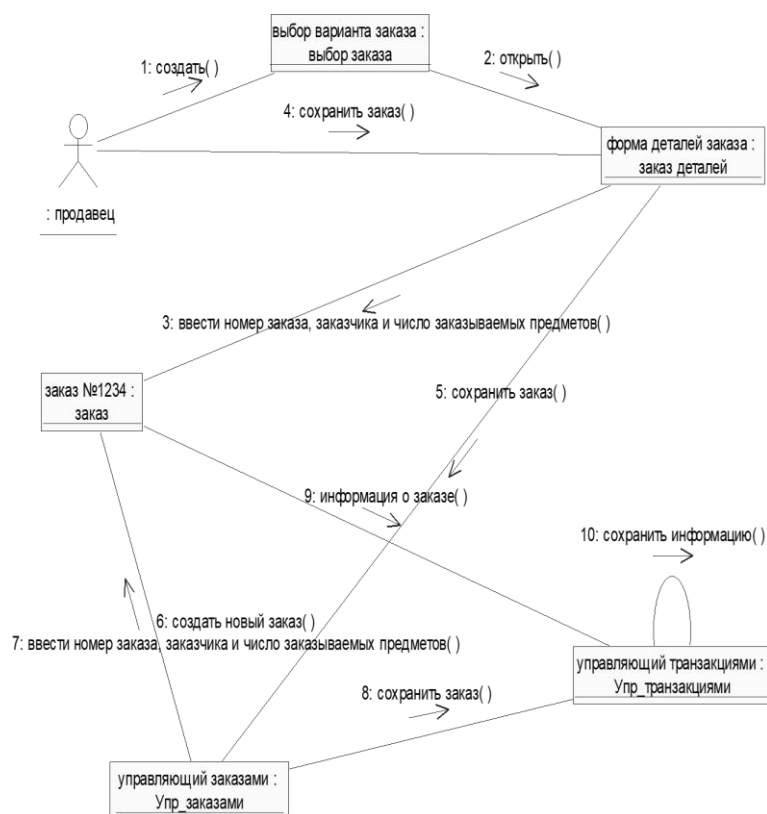 выбор варианта заказа :
выбор заказа
1: создать( )
2: открыть( )
4: сохранить заказ( )
форма деталей заказа :
заказ деталей
: продавец
3: ввести номер заказа, заказчика и число заказываемых предметов( )
заказ №1234 :
заказ
5: сохранить заказ( )
9: информация о заказе( )
10: сохранить информацию( )
6: создать новый заказ( )
7: ввести номер заказа, заказчика и число заказываемых предметов( )
управляющий транзакциями :
Упр_транзакциями
8: сохранить заказ( )
управляющий заказами :
Упр_заказами